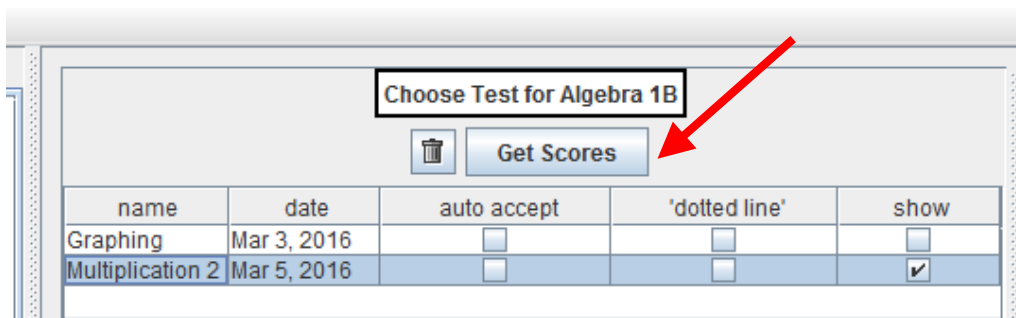 Choose Test for Algebra 1B
Get Scores
name date auto accept 'dotted line' show
Graphing Mar 3, 2016
Multiplication 2 Mar 5, 2016